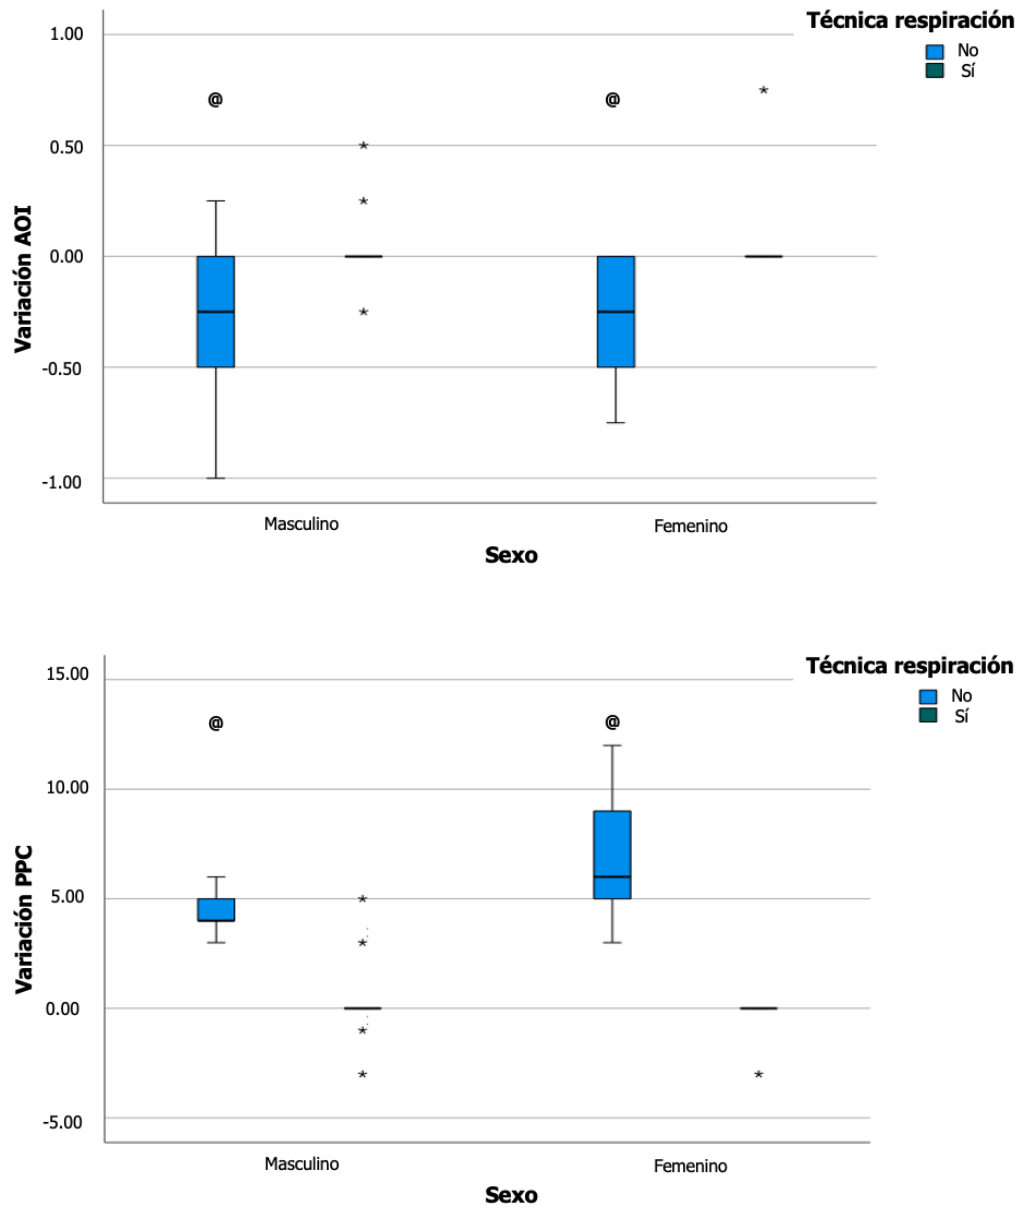 Técnica respiración
No
Sí
1.00
0.50
0.00
-0.50
-1.00
Variación AOI
@
*
*
*
@
*
Masculino
Femenino
Sexo
Técnica respiración
No
Sí
15.00
10.00
5.00
0.00
-5.00
Variación PPC
@
*
*
*
*
@
*
Masculino
Femenino
Sexo